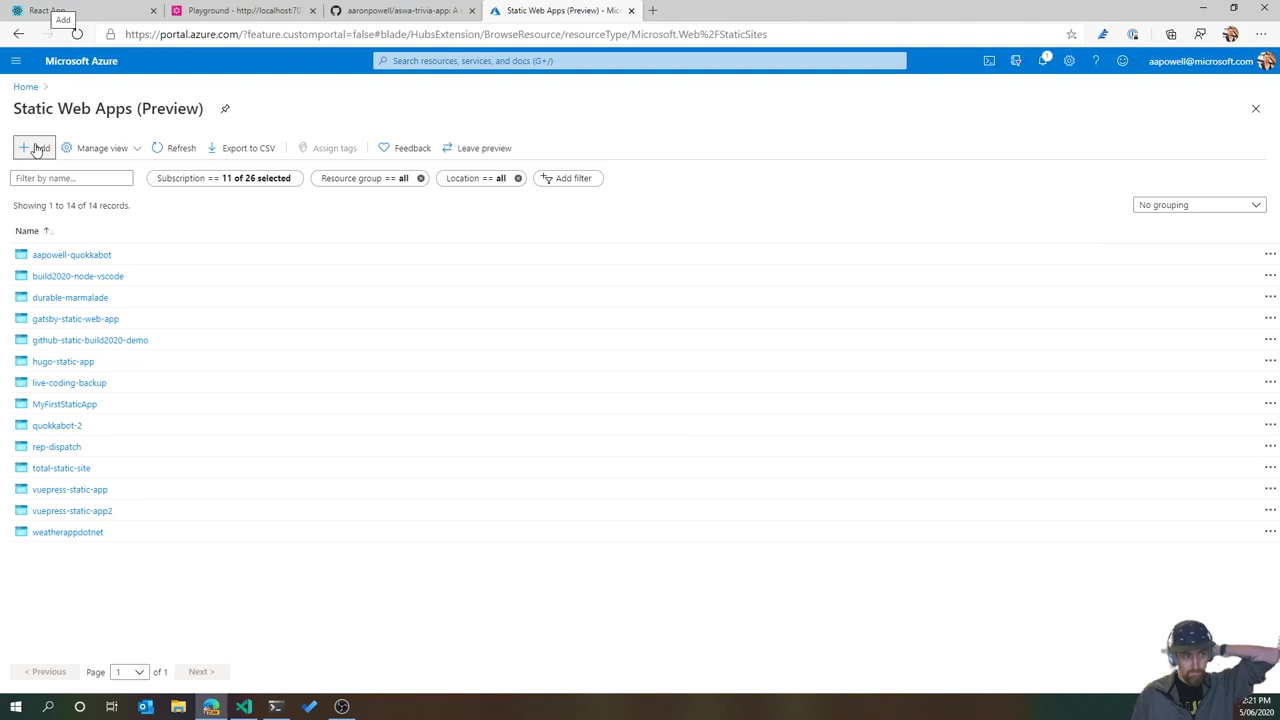 React App
Playground - http://localhost:70
aaronpowell/aswa-trivia-app: A s
Static Web Apps (Preview) - Mic
Add
https://portal.azure.com/?feature.customportal=false#blade/HubsExtension/BrowseResource/resourceType/Microsoft.Web%2FStaticSites
Microsoft Azure
Search resources, services, and docs (G+/)
1
aapowell@microsoft.com
Home
Static Web Apps (Preview)
Add
Manage view
Refresh
Export to CSV
Assign tags
Feedback
Leave preview
Filter by name...
Subscription == 11 of 26 selected
Resource group == all
Location == all
Add filter
Showing 1 to 14 of 14 records.
No grouping
Name
aapowell-quokkabot
build2020-node-vscode
durable-marmalade
gatsby-static-web-app
github-static-build2020-demo
hugo-static-app
live-coding-backup
MyFirstStaticApp
quokkabot-2
rep-dispatch
total-static-site
vuepress-static-app
vuepress-static-app2
weatherappdotnet
< Previous
Page 1 of 1
Next >
2:21 PM
5/06/2020